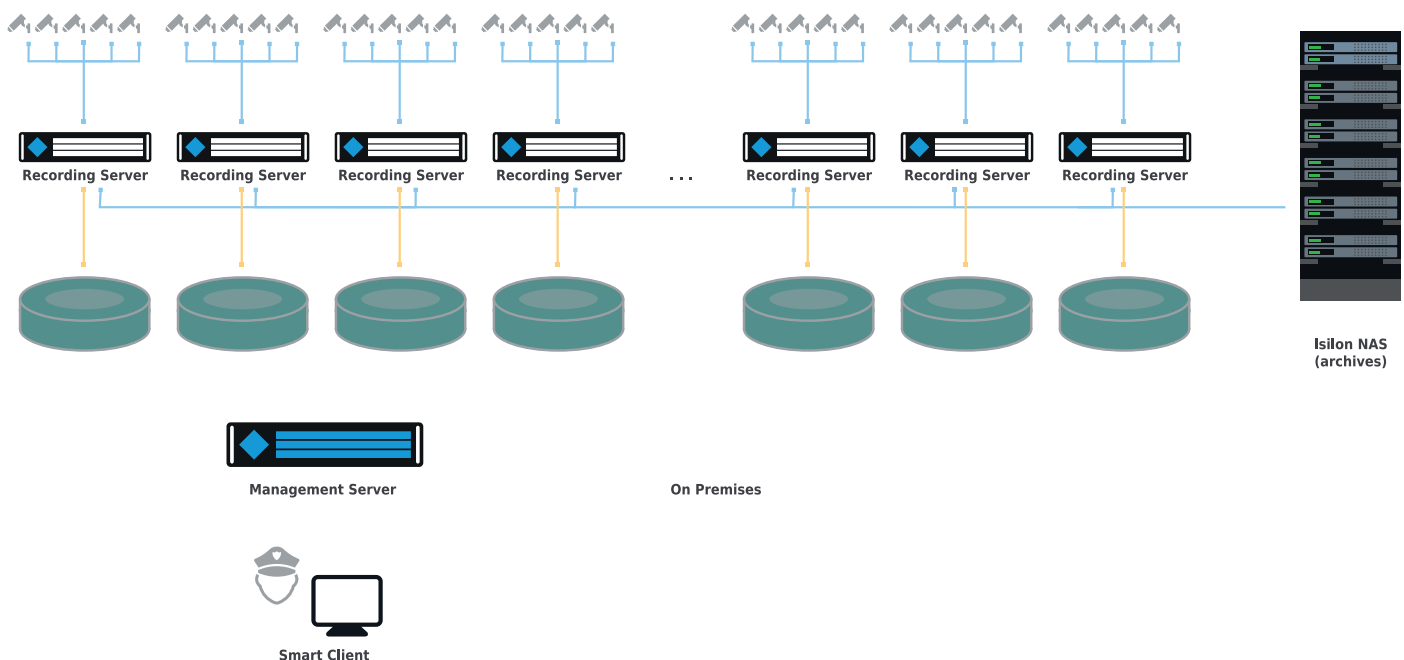 Recording Server
Recording Server
Recording Server
Recording Server
...
Recording Server
Recording Server
Recording Server
Isilon NAS
(archives)
Management Server
On Premises
Smart Client